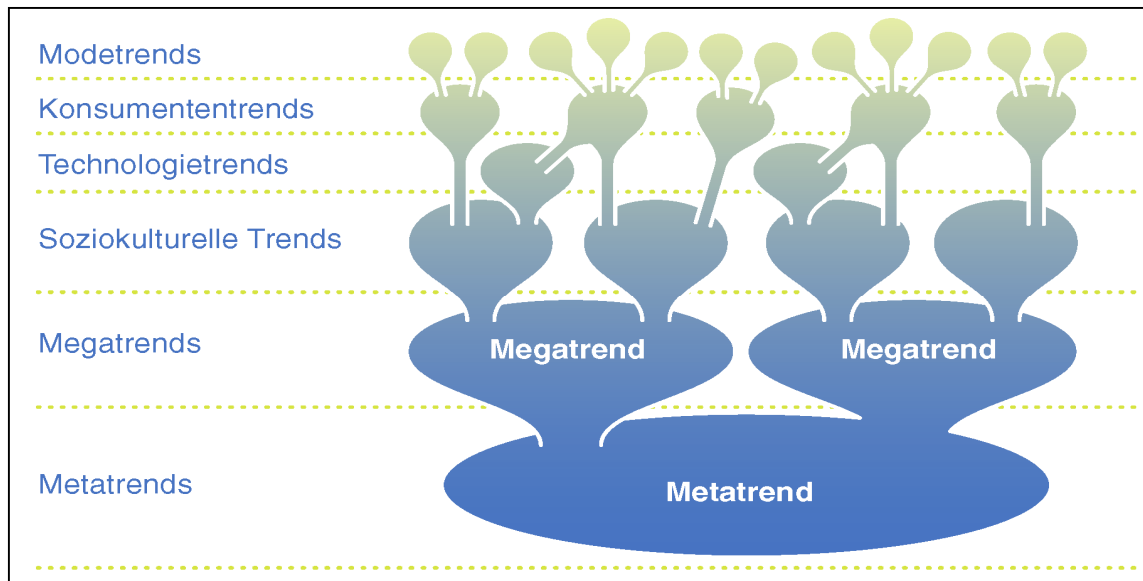 Modetrends
Konsumententrends
Technologietrends
Soziokulturelle Trends
Megatrends
Megatrend
Megatrend
Metatrends
Metatrend